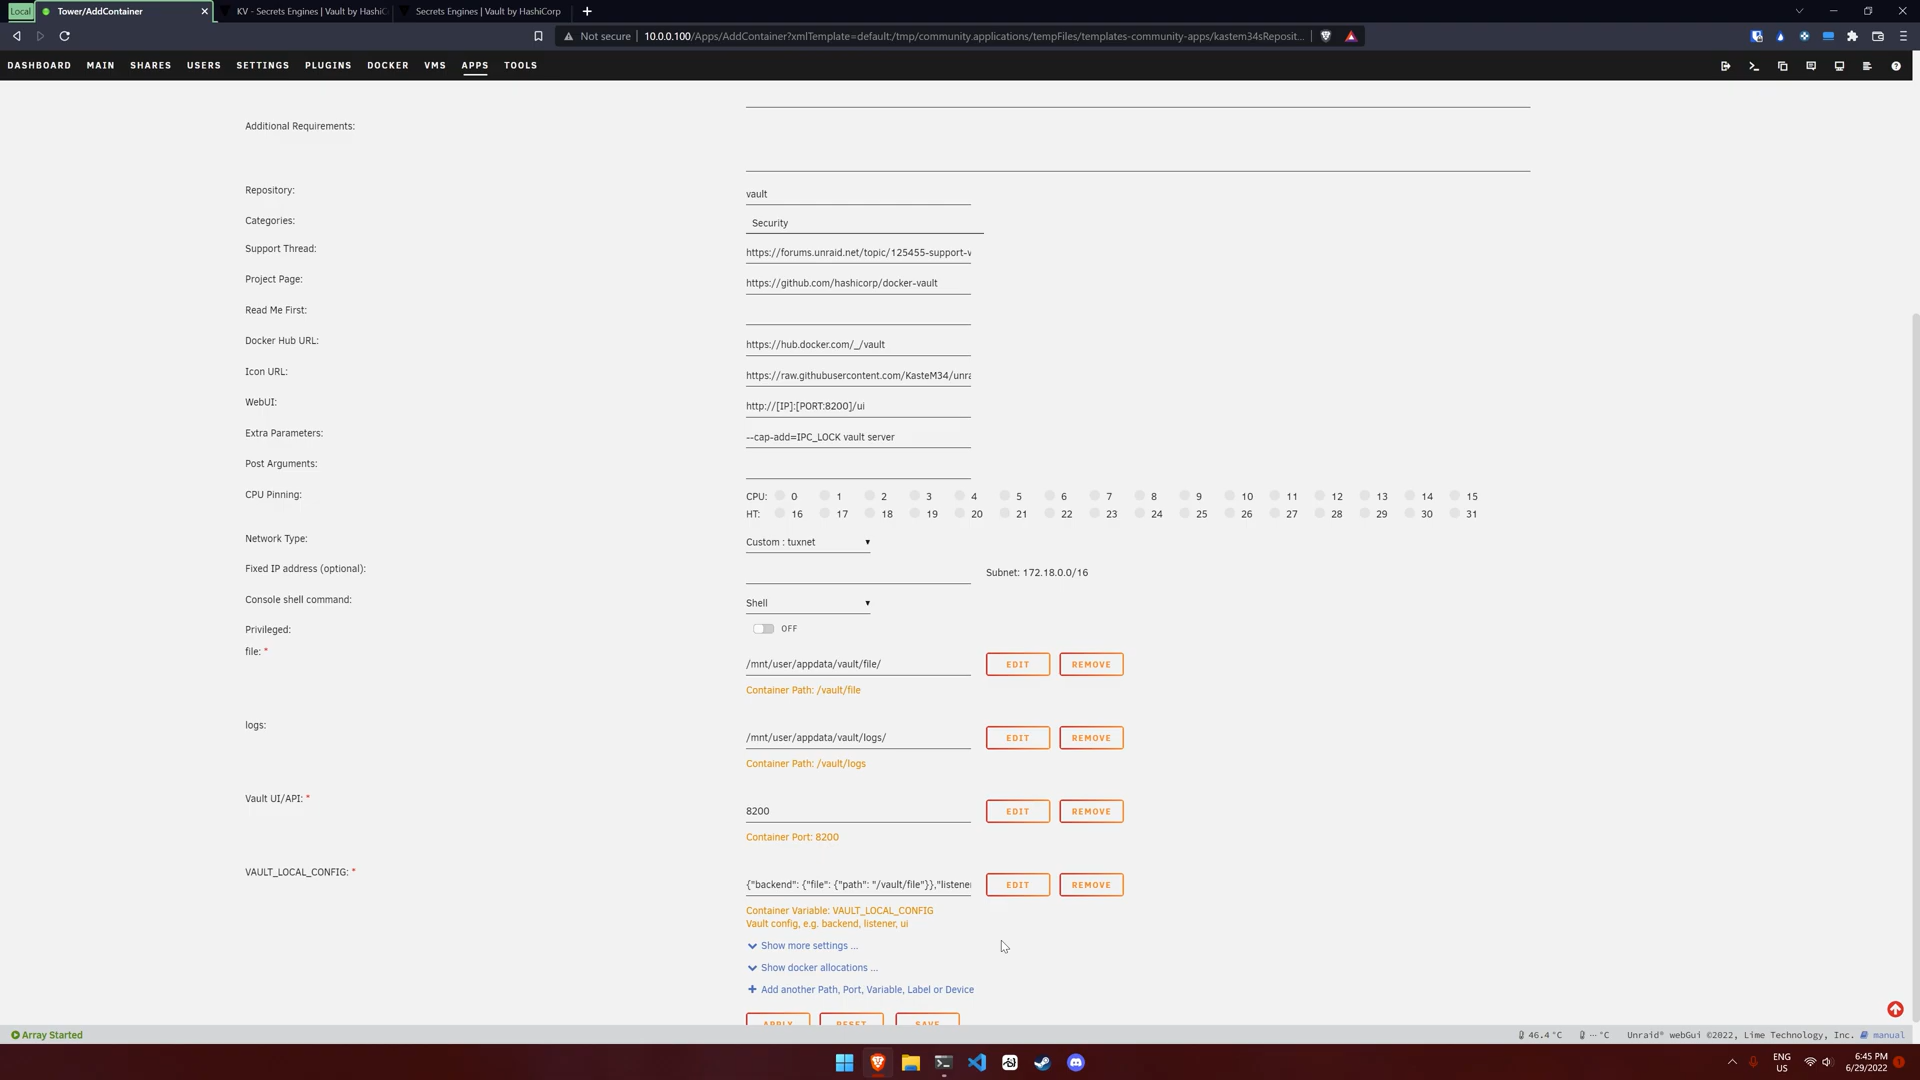 Local
Tower/AddContainer
KV - Secrets Engines | Vault by HashiC
Secrets Engines | Vault by HashiCorp
Not secure
10.0.0.100/Apps/AddContainer?xmlTemplate=default:/tmp/community.applications/tempFiles/templates-community-apps/kastem34sReposit...
DASHBOARD MAIN SHARES USERS SETTINGS PLUGINS DOCKER VMS APPS TOOLS
Additional Requirements:
Repository:
vault
Categories:
Security
Support Thread:
https://forums.unraid.net/topic/125455-support-v
Project Page:
https://github.com/hashicorp/docker-vault
Read Me First:
Docker Hub URL:
https://hub.docker.com/_/vault
Icon URL:
https://raw.githubusercontent.com/KasteM34/unra
WebUI:
http://[IP]:[PORT:8200]/ui
Extra Parameters:
--cap-add=IPC_LOCK vault server
Post Arguments:
CPU Pinning:
CPU: 0 1 2 3 4 5 6 7 8 9 10 11 12 13 14 15
HT: 16 17 18 19 20 21 22 23 24 25 26 27 28 29 30 31
Network Type:
Custom : tuxnet
Fixed IP address (optional):
Subnet: 172.18.0.0/16
Console shell command:
Shell
Privileged:
OFF
file: *
/mnt/user/appdata/vault/file/
EDIT REMOVE
Container Path: /vault/file
logs:
/mnt/user/appdata/vault/logs/
EDIT REMOVE
Container Path: /vault/logs
Vault UI/API: *
8200
EDIT REMOVE
Container Port: 8200
VAULT_LOCAL_CONFIG: *
{"backend": {"file": {"path": "/vault/file"}},"listener
EDIT REMOVE
Container Variable: VAULT_LOCAL_CONFIG
Vault config, e.g. backend, listener, ui
Show more settings ...
Show docker allocations ...
Add another Path, Port, Variable, Label or Device
APPLY RESET SAVE
Array Started
46.4 °C
--- °C
Unraid® webGui ©2022, Lime Technology, Inc.
manual
ENG
US
6:45 PM
6/29/2022
1